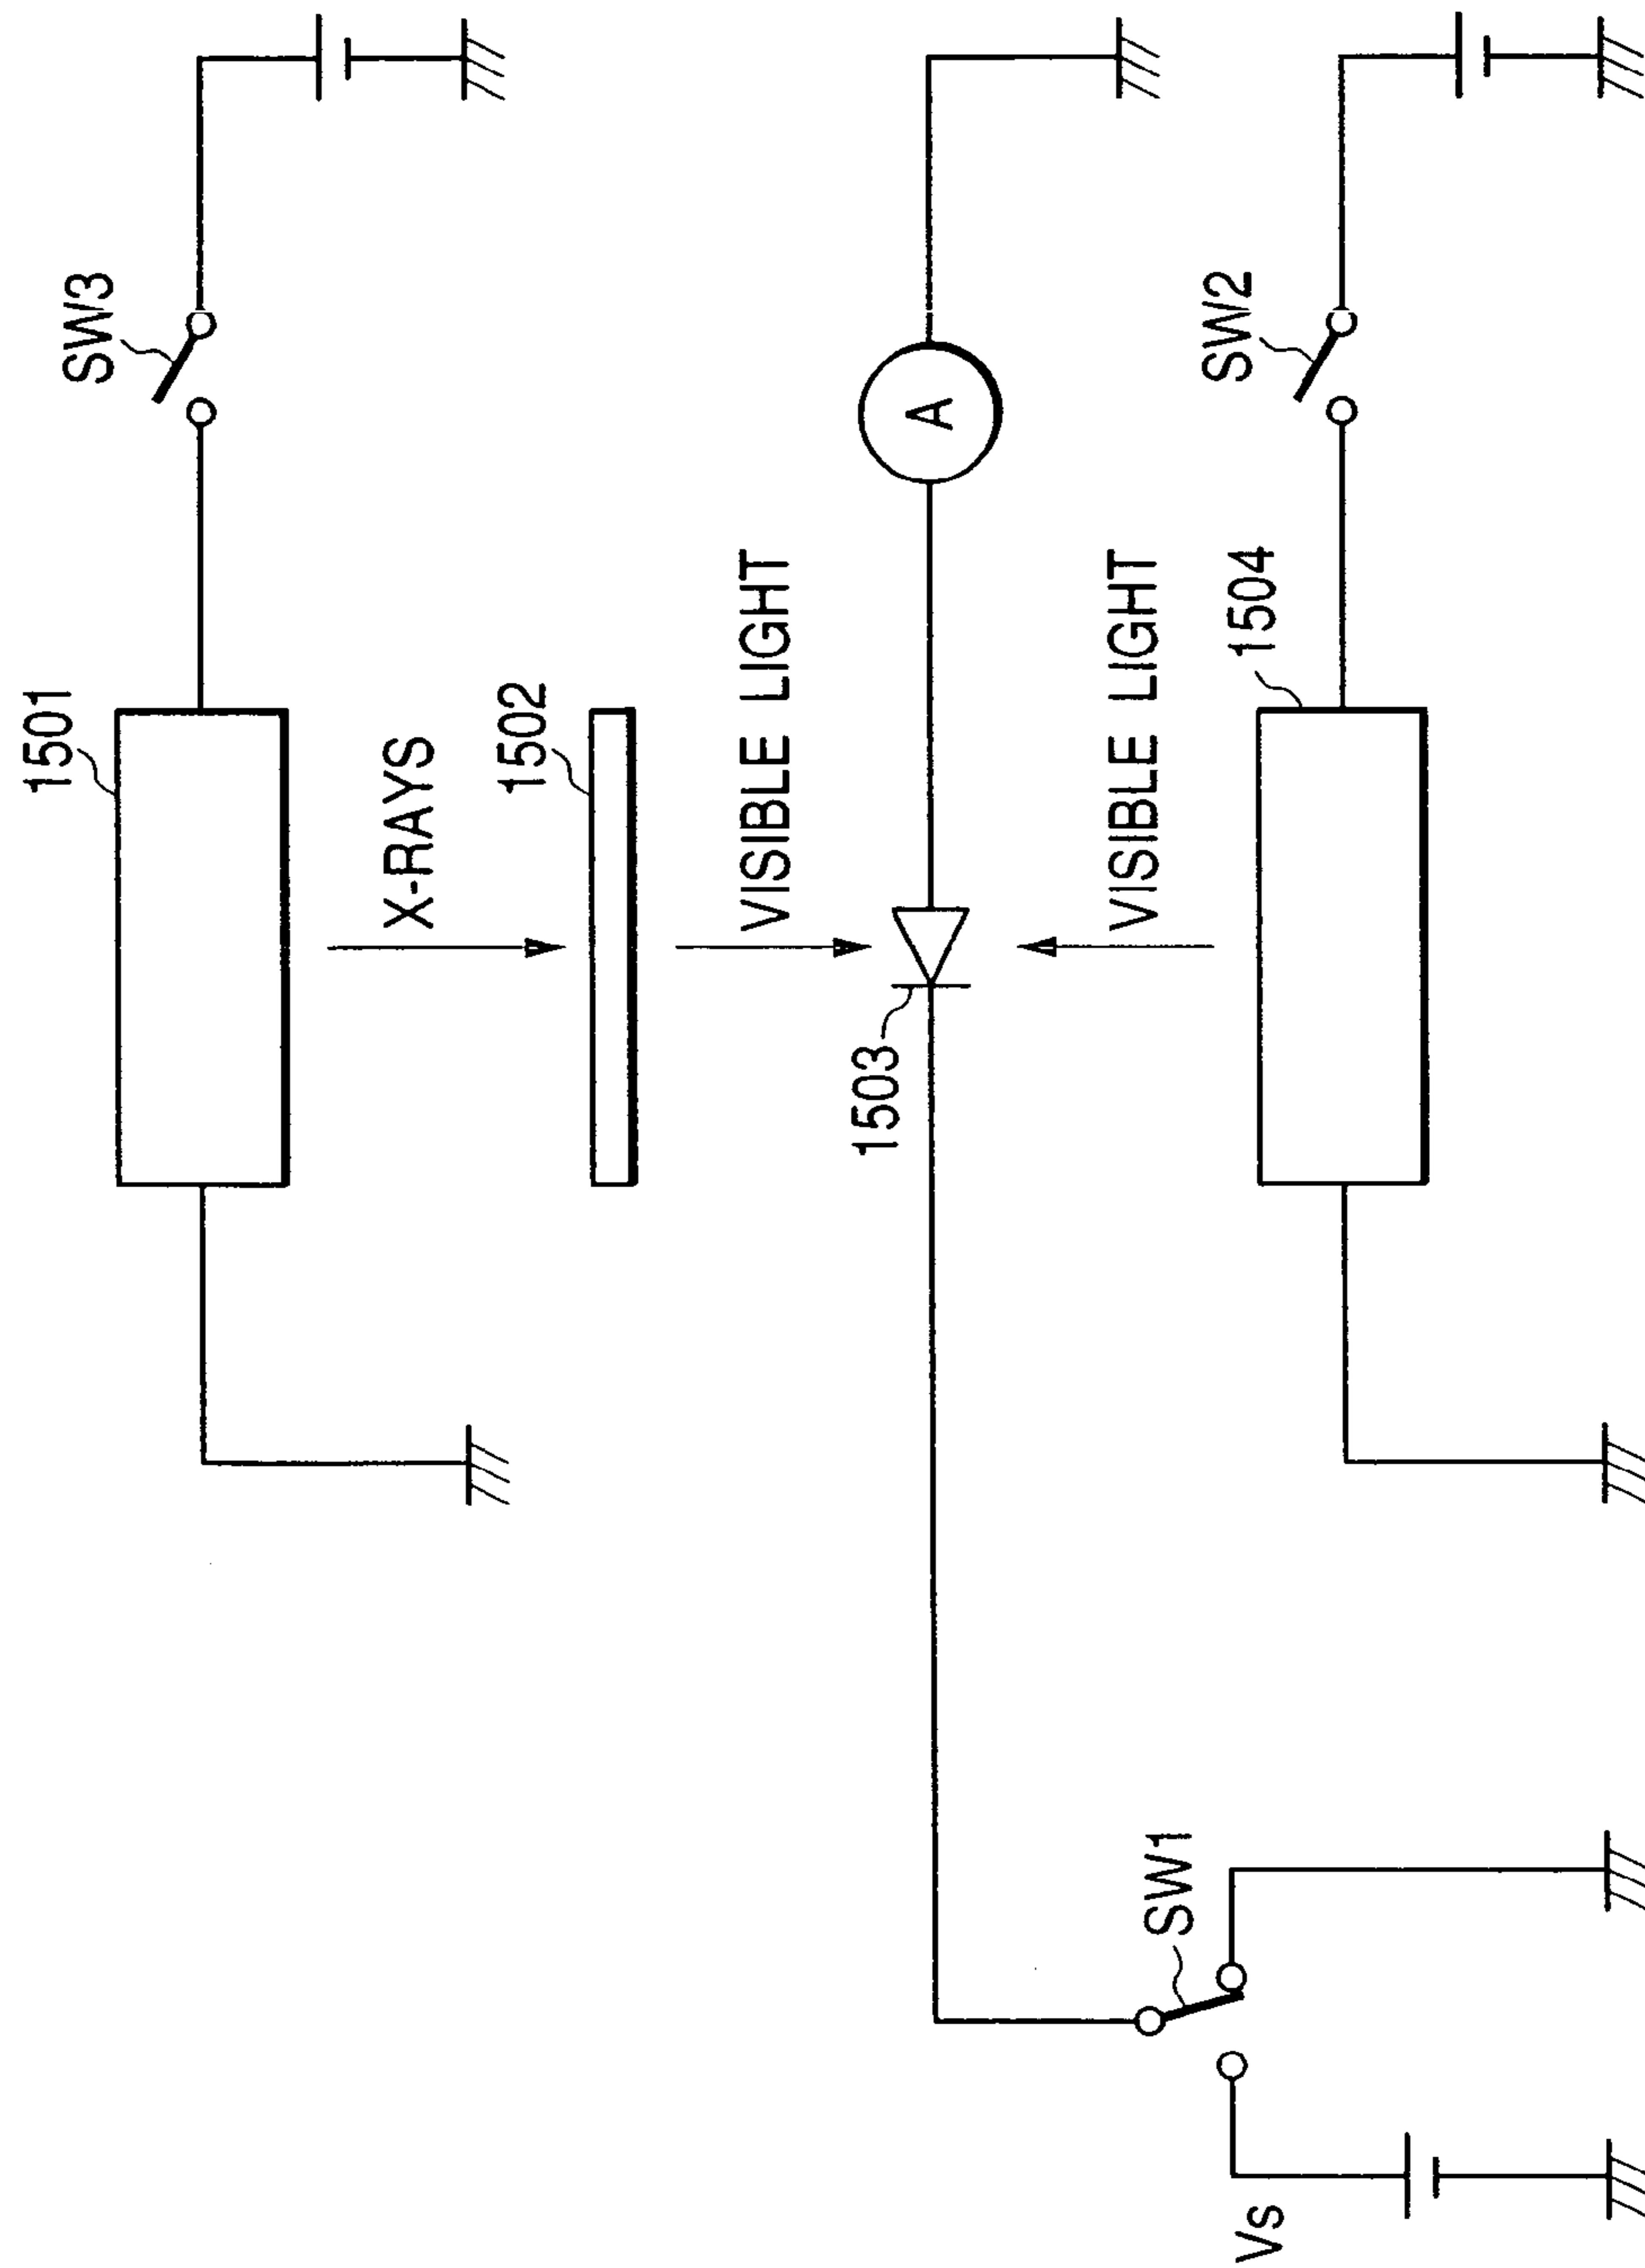 1501
SW3
X-RAYS
1502
VISIBLE LIGHT
1503
A
VISIBLE LIGHT
1504
SW2
SW1
Vs